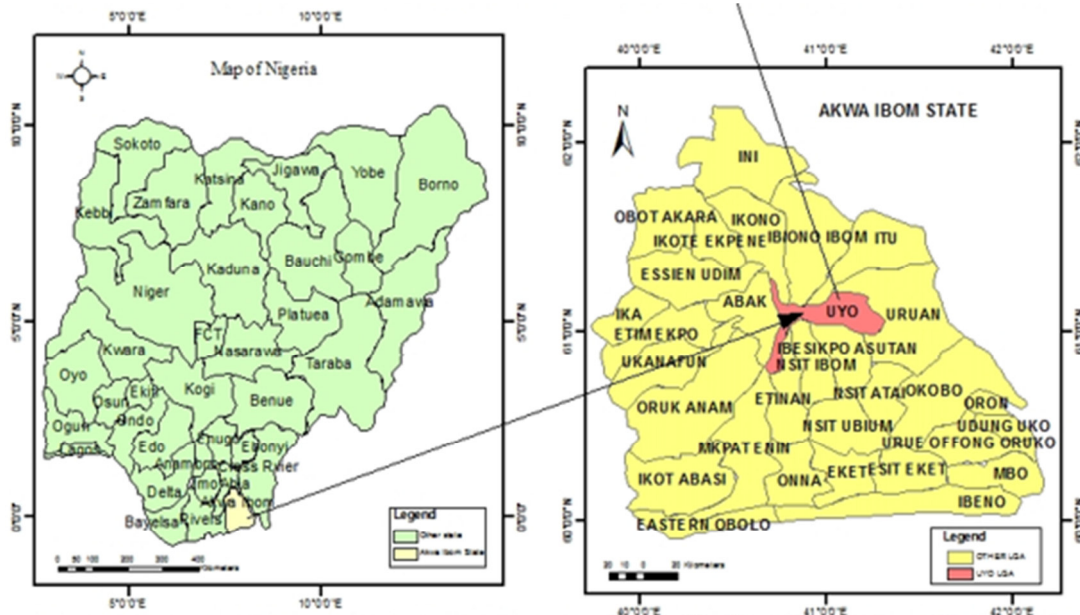 5°0'0"E 10°0'0"E
Map of Nigeria
N
Sokoto
Katsina
Jigawa
Yobe
Borno
Zamfara
Kano
Kebbi
Kaduna
Bauchi
Gombe
Niger
Adamawa
Platuea
FCT
Nasarawa
Kwara
Taraba
Oyo
Ekiti
Kogi
Benue
Osun
Ondo
Ogun
Lagos
Edo
Enugu
Ebonyi
Anambra
Cross River
Imo
Abia
Delta
Akwa Ibom
Bayelsa
Rivers
Legend
Other state
Akwa Ibom State
0 50 100 200 300 400
Kilometers
5°0'0"E 10°0'0"E
40°0'0"E 41°0'0"E 42°0'0"E
N
AKWA IBOM STATE
INI
OBOT AKARA
IKONO
IKOTE EKPENE
IBIONO IBOM
ITU
ESSIEN UDIM
ABAK
IKA
UYO
URUAN
ETIM EKPO
UKANAFUN
IBESIKPO ASUTAN
NSIT IBOM
ORUK ANAM
ETINAN
NSIT ATAI
OKOBO
ORON
NSIT UBIUM
UDUNG UKO
MKPAT ENIN
URUE OFFONG ORUKO
IKOT ABASI
ONNA
EKET
ESIT EKET
MBO
IBENO
EASTERN OBOLO
Legend
OTHER LGA
UYO LGA
20 10 0 20 Kilometers
40°0'0"E 41°0'0"E 42°0'0"E